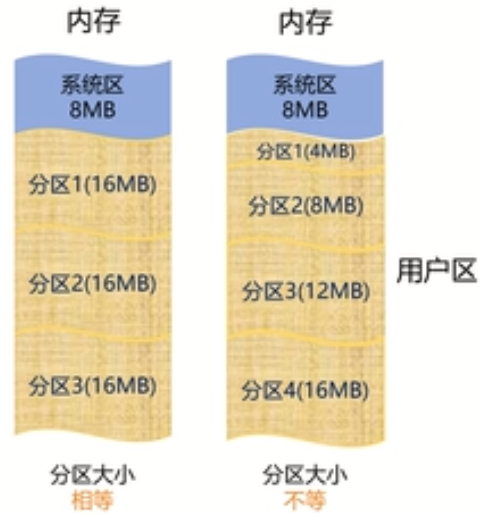 内存
系统区
8MB
分区1(16MB)
分区2(16MB)
分区3(16MB)
分区大小
相等
内存
系统区
8MB
分区1(4MB)
分区2(8MB)
分区3(12MB)
分区4(16MB)
分区大小
不等
用户区